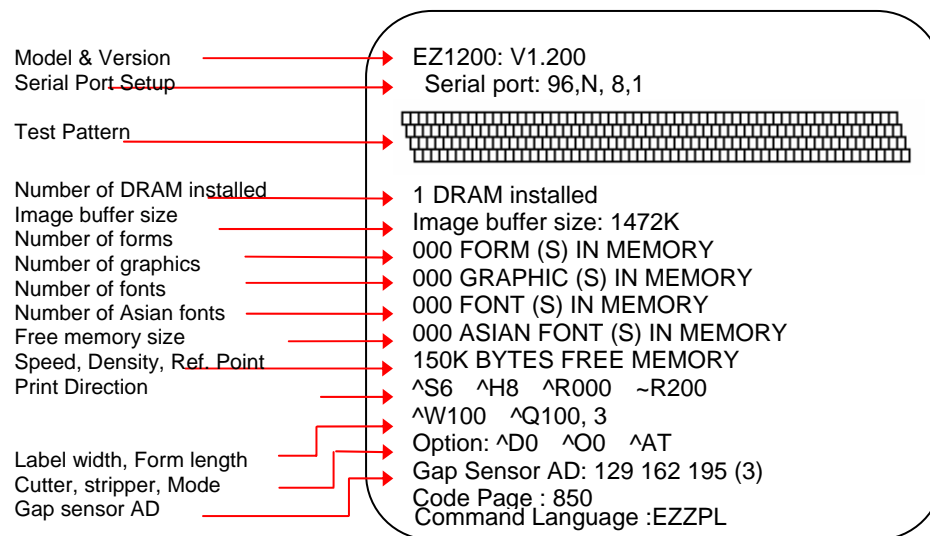 Model & Version
Serial Port Setup
Test Pattern
Number of DRAM installed
Image buffer size
Number of forms
Number of graphics
Number of fonts
Number of Asian fonts
Free memory size
Speed, Density, Ref. Point
Print Direction
Label width, Form length
Cutter, stripper, Mode
Gap sensor AD
EZ1200: V1.200
Serial port: 96,N, 8,1
1 DRAM installed
Image buffer size: 1472K
000 FORM (S) IN MEMORY
000 GRAPHIC (S) IN MEMORY
000 FONT (S) IN MEMORY
000 ASIAN FONT (S) IN MEMORY
150K BYTES FREE MEMORY
^S6 ^H8 ^R000 ~R200
^W100 ^Q100, 3
Option: ^D0 ^O0 ^AT
Gap Sensor AD: 129 162 195 (3)
Code Page : 850
Command Language :EZZPL